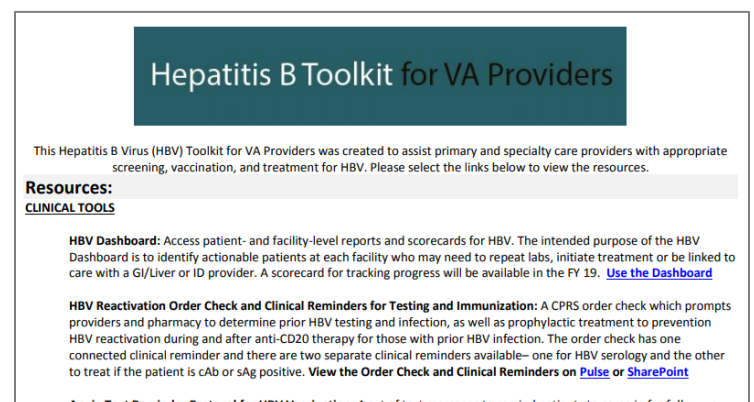 Hepatitis B Toolkit for VA Providers
This Hepatitis B Virus (HBV) Toolkit for VA Providers was created to assist primary and specialty care providers with appropriate
screening, vaccination, and treatment for HBV. Please select the links below to view the resources.
Resources:
CLINICAL TOOLS
HBV Dashboard: Access patient- and facility-level reports and scorecards for HBV. The intended purpose of the HBV
Dashboard is to identify actionable patients at each facility who may need to repeat labs, initiate treatment or be linked to
care with a GI/Liver or ID provider. A scorecard for tracking progress will be available in the FY 19. Use the Dashboard
HBV Reactivation Order Check and Clinical Reminders for Testing and Immunization: A CPRS order check which prompts
providers and pharmacy to determine prior HBV testing and infection, as well as prophylactic treatment to prevention
HBV reactivation during and after anti-CD20 therapy for those with prior HBV infection. The order check has one
connected clinical reminder and there are two separate clinical reminders available– one for HBV serology and the other
to treat if the patient is cAb or sAg positive. View the Order Check and Clinical Reminders on Pulse or SharePoint